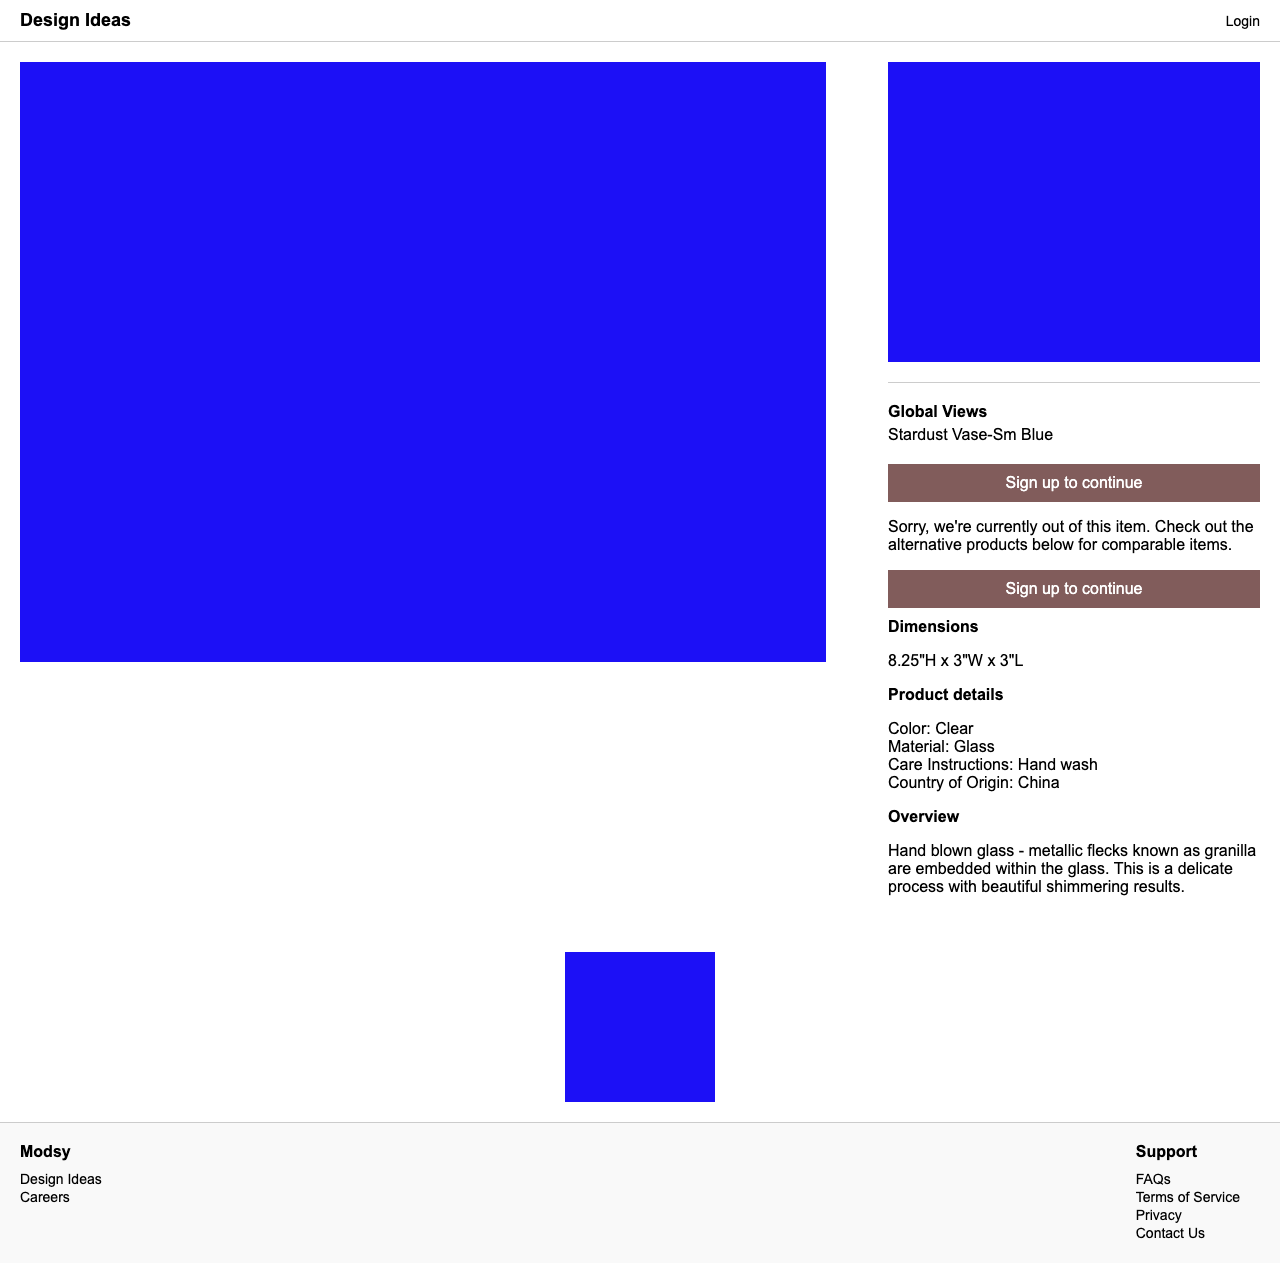 Design Ideas
Login
Global Views
Stardust Vase-Sm Blue
Sign up to continue
Sorry, we're currently out of this item. Check out the
alternative products below for comparable items.
Sign up to continue
Dimensions
8.25"H x 3"W x 3"L
Product details
Color: Clear
Material: Glass
Care Instructions: Hand wash
Country of Origin: China
Overview
Hand blown glass - metallic flecks known as granilla
are embedded within the glass. This is a delicate
process with beautiful shimmering results.
Modsy
Design Ideas
Careers
Support
FAQs
Terms of Service
Privacy
Contact Us